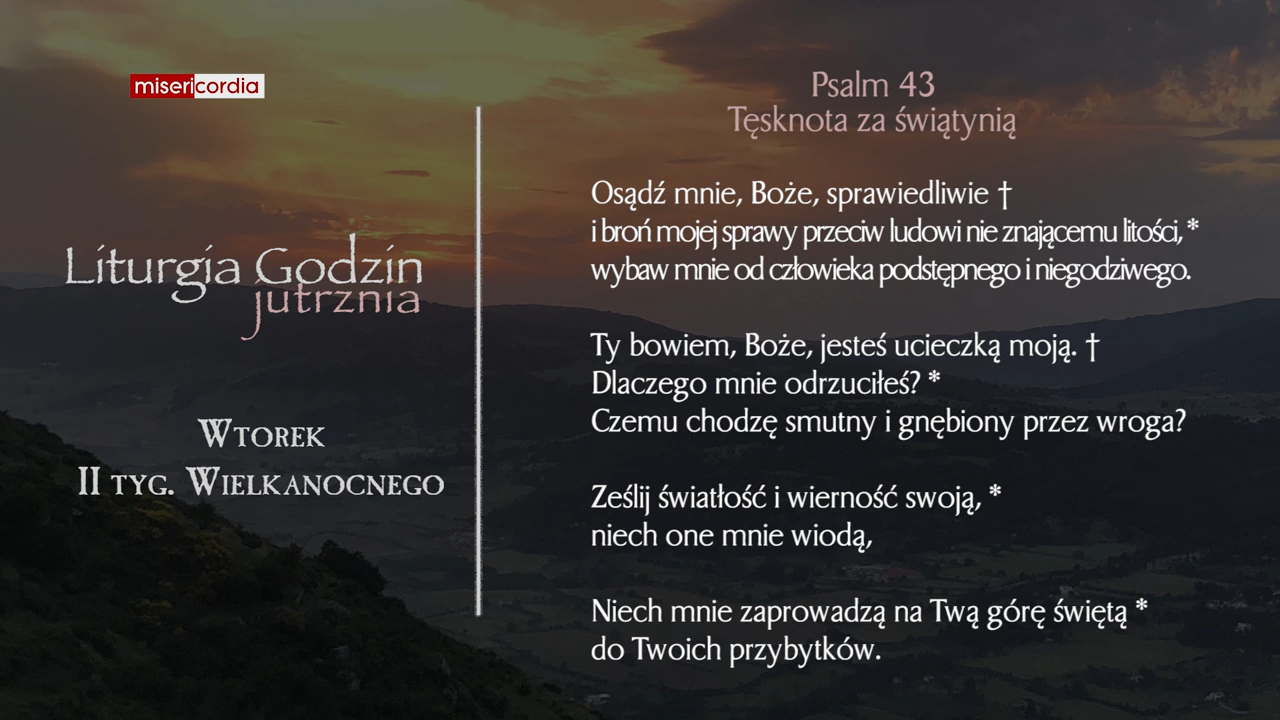 misericordia
Liturgia Godzin
jutrznia
Wtorek
II tyg. Wielkanocnego
Psalm 43
Tęsknota za świątynią
Osądź mnie, Boże, sprawiedliwie †
i broń mojej sprawy przeciw ludowi nie znającemu litości, *
wybaw mnie od człowieka podstępnego i niegodziwego.
Ty bowiem, Boże, jesteś ucieczką moją. †
Dlaczego mnie odrzuciłeś? *
Czemu chodzę smutny i gnębiony przez wroga?
Ześlij światłość i wierność swoją, *
niech one mnie wiodą,
Niech mnie zaprowadzą na Twą górę świętą *
do Twoich przybytków.